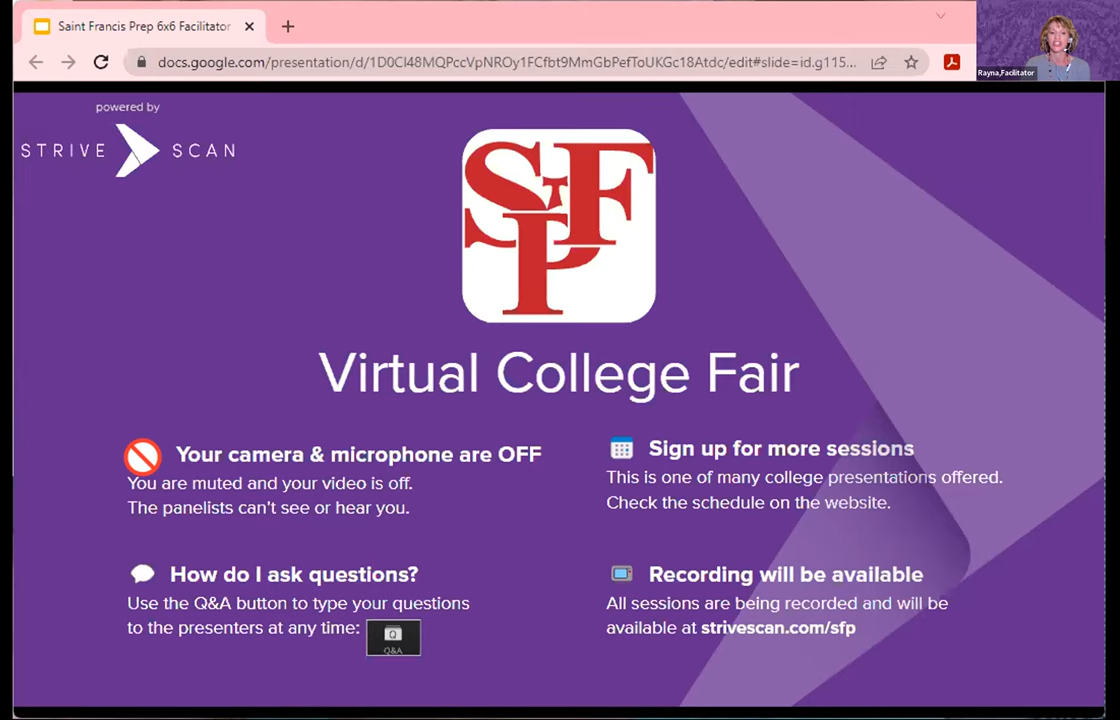 Saint Francis Prep 6x6 Facilitator
docs.google.com/presentation/d/1D0Cl48MQPccVpNROy1FCfbt9MmGbPefToUKGc18Atdc/edit#slide=id.g115...
Rayna,Facilitator
powered by
STRIVE SCAN
ST F
P
Virtual College Fair
Your camera & microphone are OFF
You are muted and your video is off.
The panelists can't see or hear you.
Sign up for more sessions
This is one of many college presentations offered.
Check the schedule on the website.
How do I ask questions?
Use the Q&A button to type your questions
to the presenters at any time:
Q
Q&A
Recording will be available
All sessions are being recorded and will be
available at strivescan.com/sfp